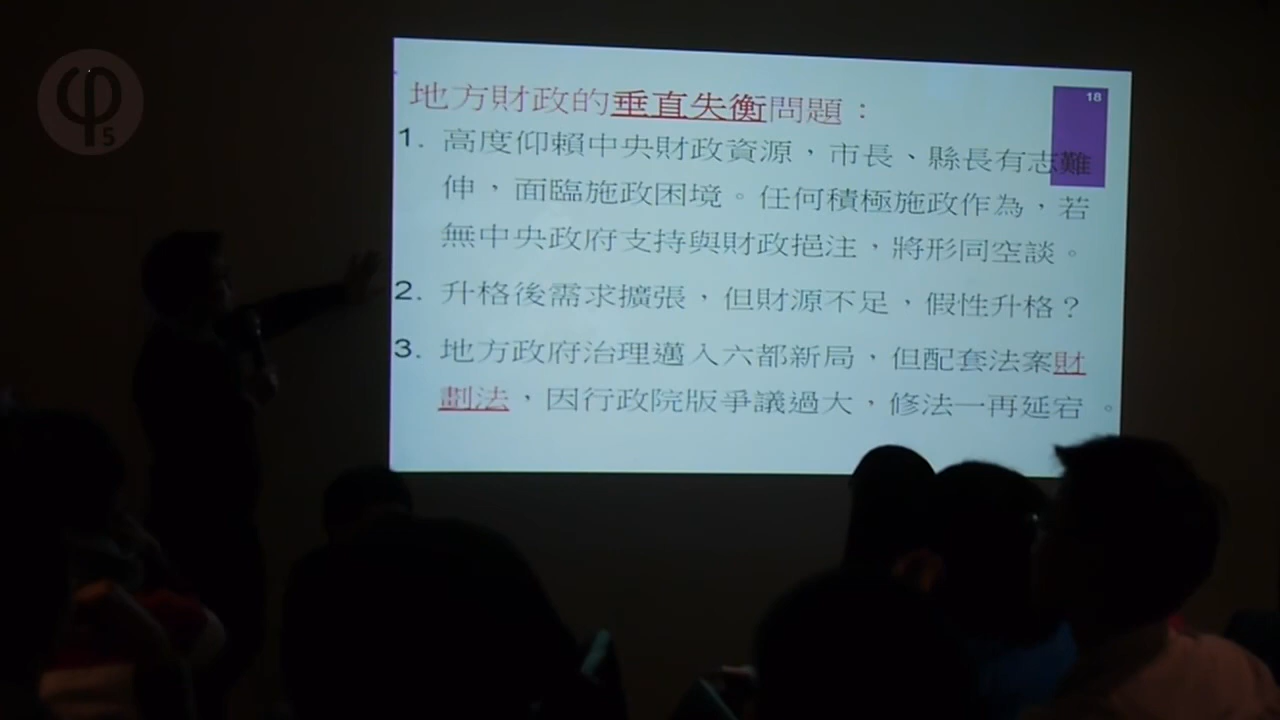 φ5
18
地方財政的垂直失衡問題：
1. 高度仰賴中央財政資源，市長、縣長有志難
伸，面臨施政困境。任何積極施政作為，若
無中央政府支持與財政挹注，將形同空談。
2. 升格後需求擴張，但財源不足，假性升格？
3. 地方政府治理邁入六都新局，但配套法案財
劃法，因行政院版爭議過大，修法一再延宕。